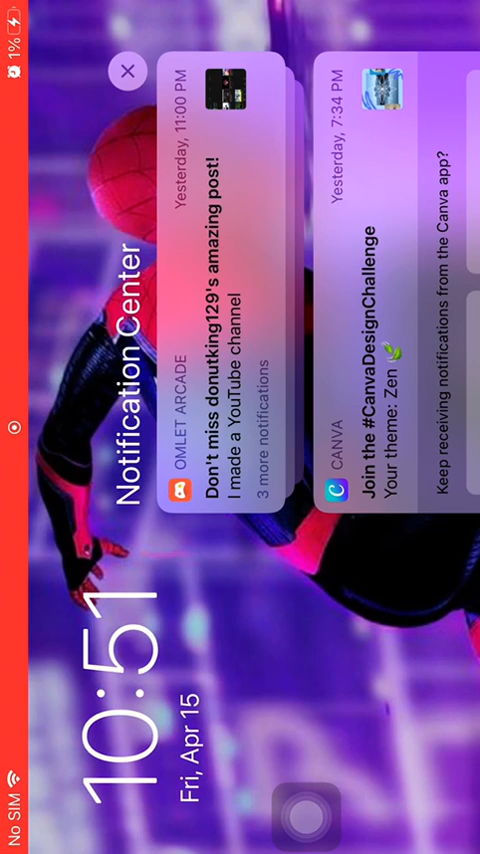 No SIM
1%
10:51
Fri, Apr 15
Notification Center
OMLET ARCADE
Yesterday, 11:00 PM
Don't miss donutking129's amazing post!
I made a YouTube channel
3 more notifications
CANVA
Yesterday, 7:34 PM
Join the #CanvaDesignChallenge
Your theme: Zen 🍃
Keep receiving notifications from the Canva app?